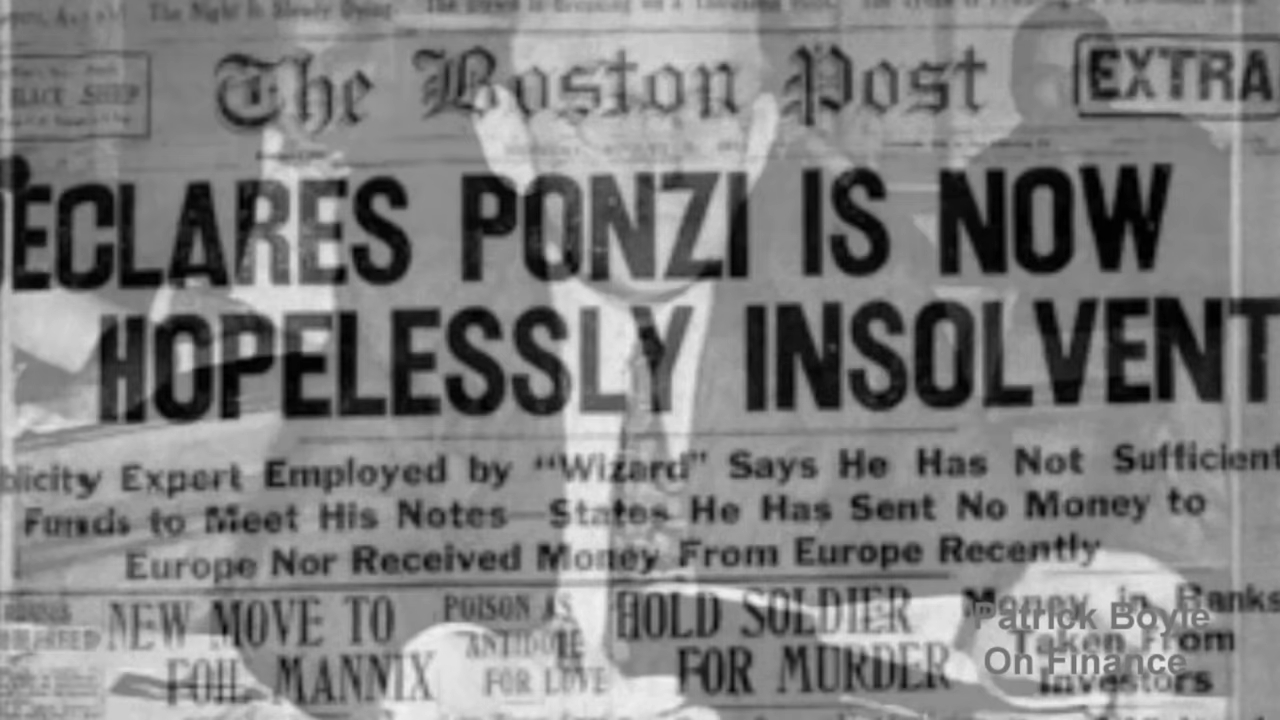 The Boston Post
EXTRA
DECLARES PONZI IS NOW
HOPELESSLY INSOLVENT
blicity Expert Employed by "Wizard" Says He Has Not Sufficient
Funds to Meet His Notes—States He Has Sent No Money to
Europe Nor Received Money From Europe Recently
NEW MOVE TO
FOIL MANNIX
POISON AS
ANTIDOTE
FOR LOVE
HOLD SOLDIER
FOR MURDER
Money in Banks
Taken From
Investors
Patrick Boyle
On Finance